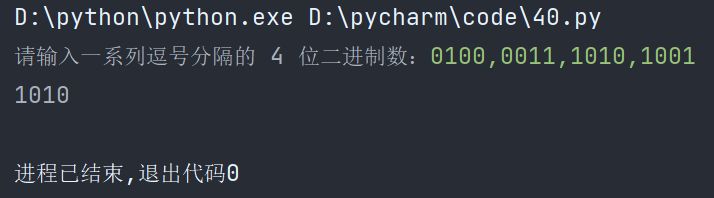 D:\python\python.exe D:\pycharm\code\40.py
请输入一系列逗号分隔的 4 位二进制数：0100,0011,1010,1001
1010
进程已结束,退出代码0